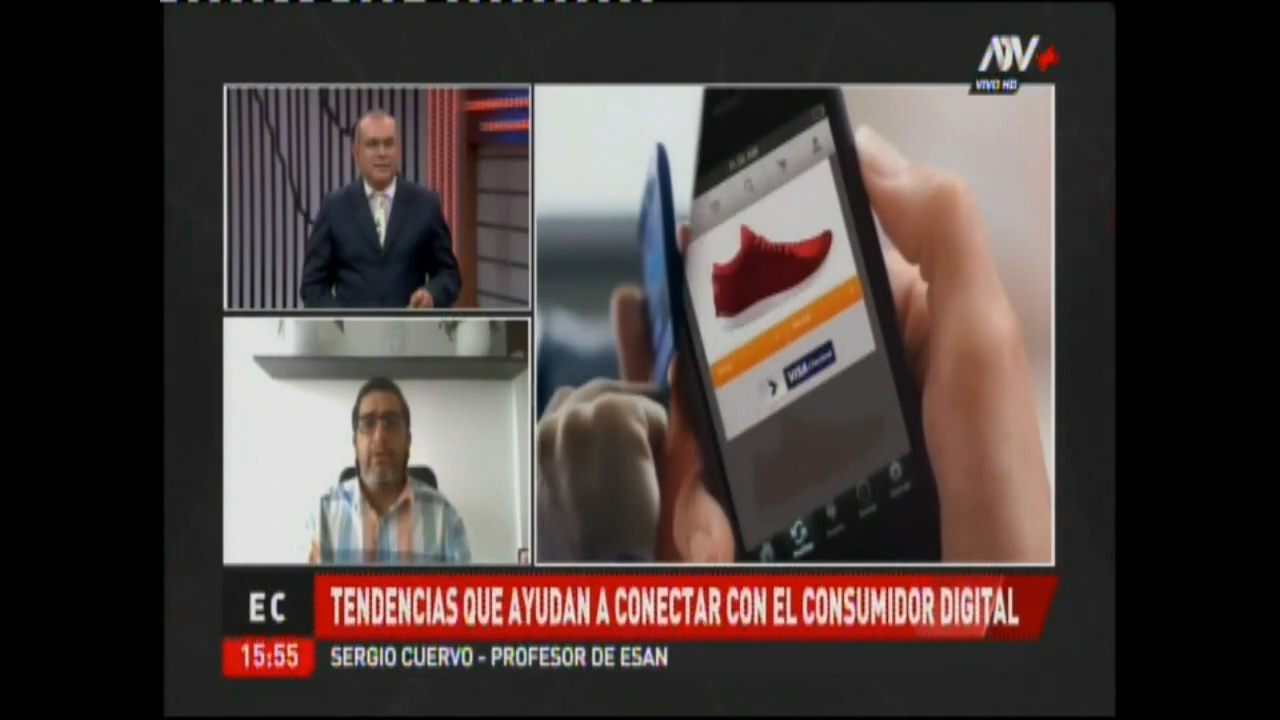 ATV+
VIVO HD
VISA
EC
TENDENCIAS QUE AYUDAN A CONECTAR CON EL CONSUMIDOR DIGITAL
15:55
SERGIO CUERVO - PROFESOR DE ESAN